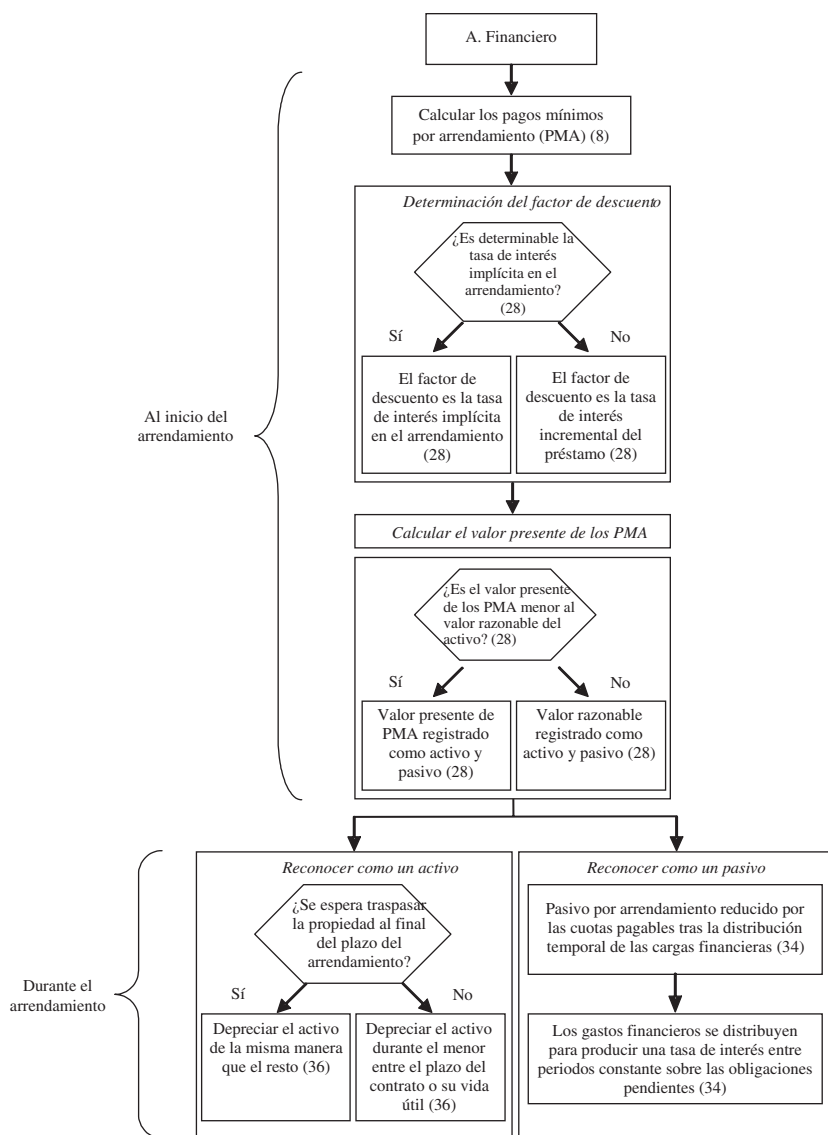 A. Financiero
Calcular los pagos mínimos
por arrendamiento (PMA) (8)
Determinación del factor de descuento
¿Es determinable la
tasa de interés
implícita en el
arrendamiento?
(28)
Sí
No
El factor de
descuento es la tasa
de interés implícita
en el arrendamiento
(28)
El factor de
descuento es la tasa
de interés
incremental del
préstamo (28)
Al inicio del
arrendamiento
Calcular el valor presente de los PMA
¿Es el valor presente
de los PMA menor al
valor razonable del
activo? (28)
Sí
No
Valor presente de
PMA registrado
como activo y
pasivo (28)
Valor razonable
registrado como
activo y pasivo (28)
Reconocer como un activo
¿Se espera traspasar
la propiedad al final
del plazo del
arrendamiento?
Sí
No
Depreciar el activo
de la misma manera
que el resto (36)
Depreciar el activo
durante el menor
entre el plazo del
contrato o su vida
útil (36)
Reconocer como un pasivo
Pasivo por arrendamiento reducido por
las cuotas pagables tras la distribución
temporal de las cargas financieras (34)
Los gastos financieros se distribuyen
para producir una tasa de interés entre
periodos constante sobre las obligaciones
pendientes (34)
Durante el
arrendamiento